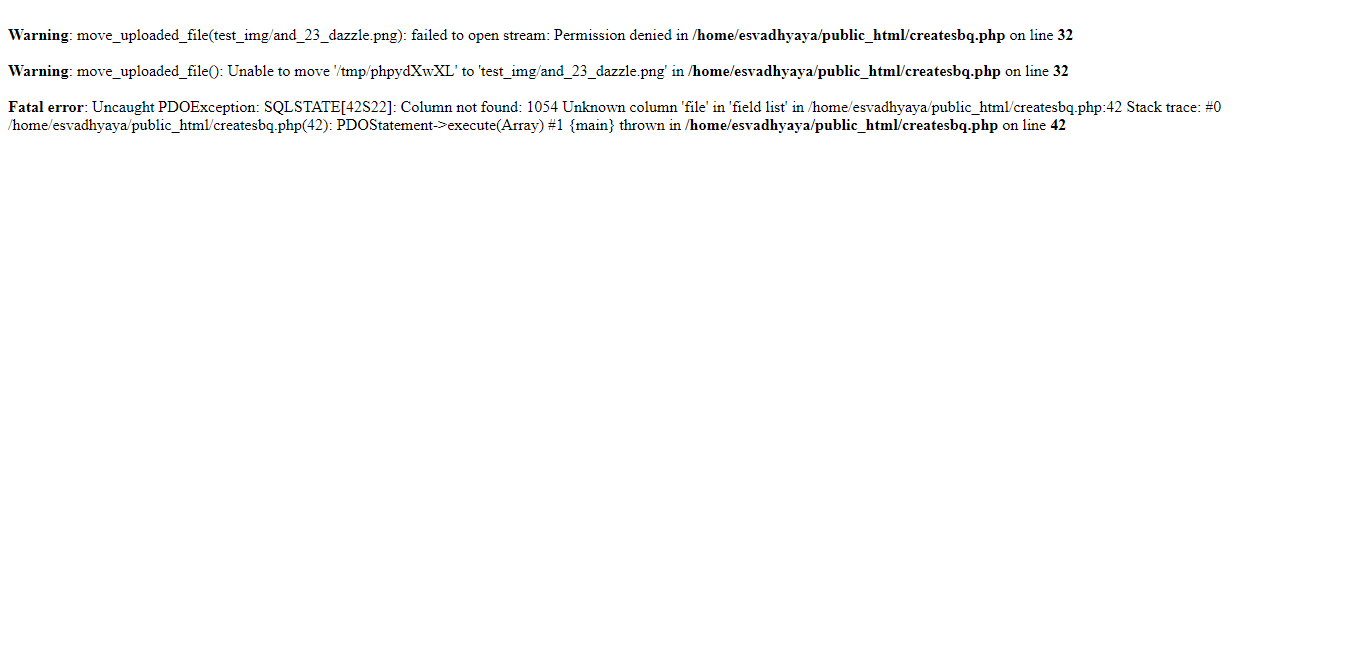 Warning: move_uploaded_file(test_img/and_23_dazzle.png): failed to open stream: Permission denied in /home/esvadhyaya/public_html/createsbq.php on line 32
Warning: move_uploaded_file(): Unable to move '/tmp/phpydXwXL' to 'test_img/and_23_dazzle.png' in /home/esvadhyaya/public_html/createsbq.php on line 32
Fatal error: Uncaught PDOException: SQLSTATE[42S22]: Column not found: 1054 Unknown column 'file' in 'field list' in /home/esvadhyaya/public_html/createsbq.php:42 Stack trace: #0
/home/esvadhyaya/public_html/createsbq.php(42): PDOStatement->execute(Array) #1 {main} thrown in /home/esvadhyaya/public_html/createsbq.php on line 42